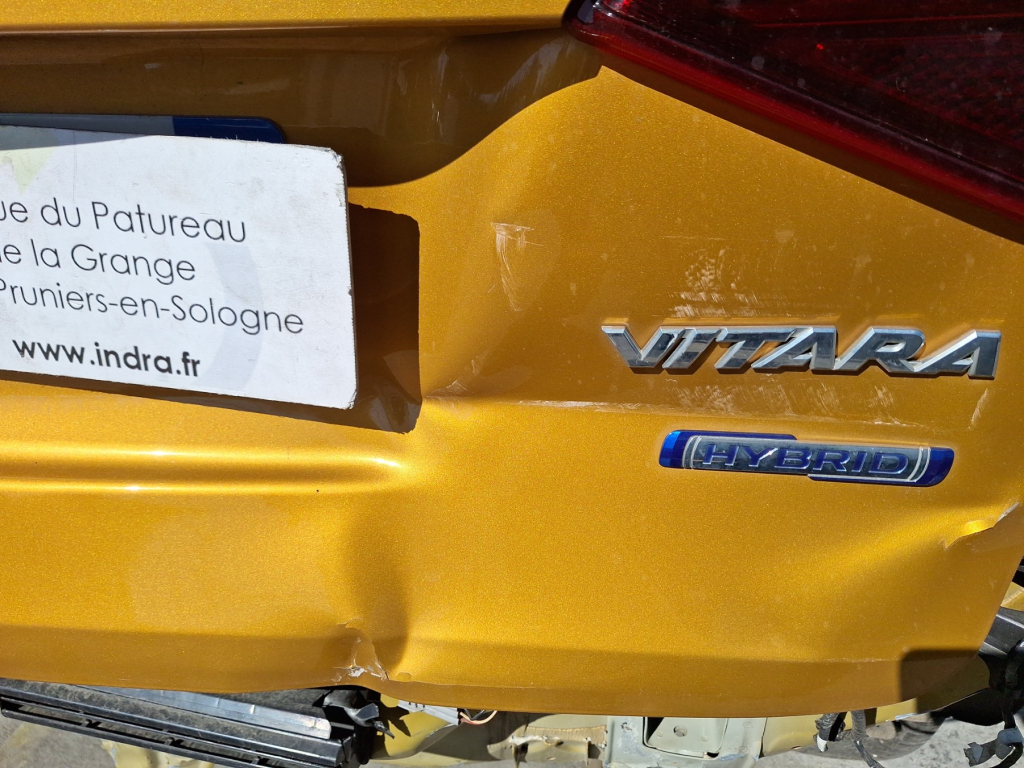 ue du Patureau
e la Grange
Pruniers-en-Sologne
www.indra.fr
VITARA
HYBRID